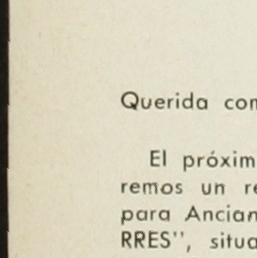 Querida com
El próxim
remos un re
para Ancian
RRES", situa